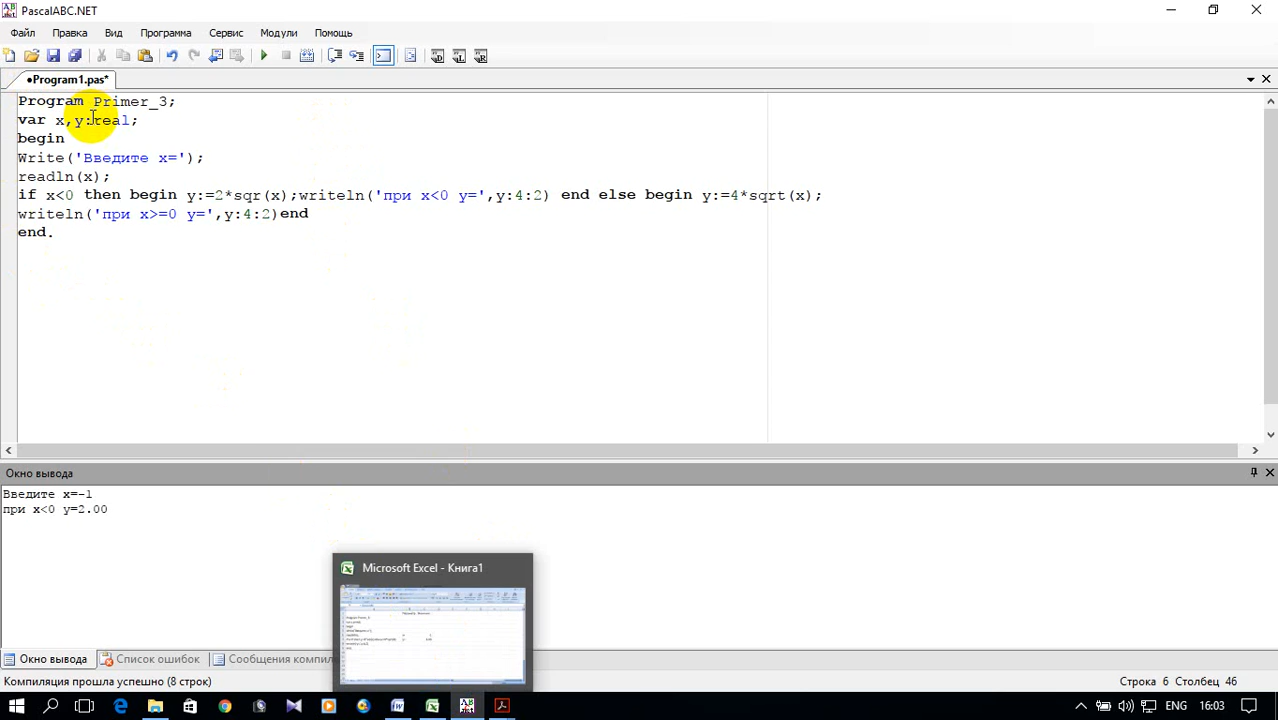 PascalABC.NET
Файл Правка Вид Программа Сервис Модули Помощь
•Program1.pas*
Program Primer_3;
var x,y:real;
begin
Write('Введите x=');
readln(x);
if x<0 then begin y:=2*sqr(x);writeln('при x<0 y=',y:4:2) end else begin y:=4*sqrt(x);
writeln('при x>=0 y=',y:4:2)end
end.
Окно вывода
Введите x=-1
при x<0 y=2.00
Microsoft Excel - Книга1
Окно вывода Список ошибок Сообщения компил
Компиляция прошла успешно (8 строк) Строка 6 Столбец 46
ENG 16:03